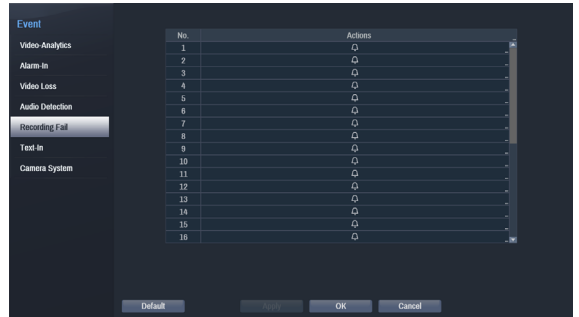 Event
Video-Analytics
Alarm-In
Video Loss
Audio Detection
Recording Fail
Text-In
Camera System
No. Actions
1
2
3
4
5
6
7
8
9
10
11
12
13
14
15
16
Default Apply OK Cancel